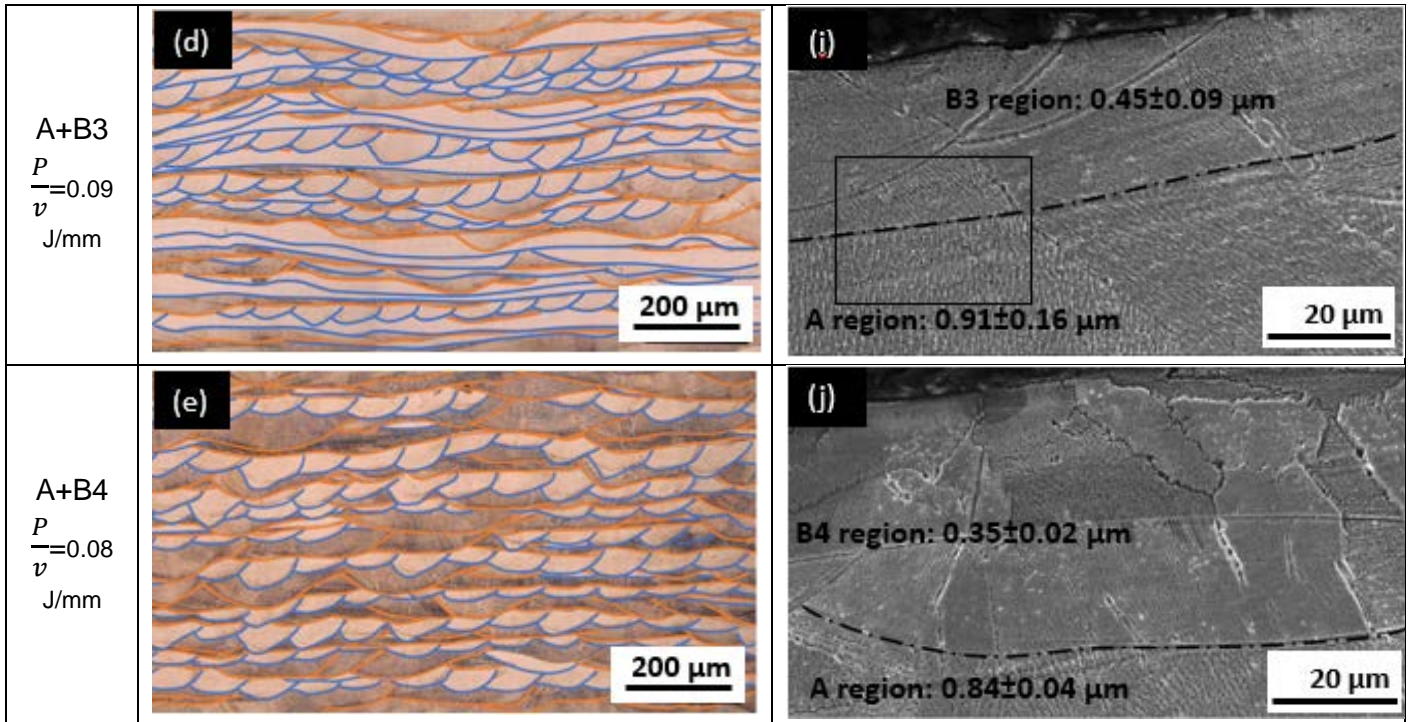 A+B3
P/v=0.09
J/mm
(d)
200 µm
(i)
B3 region: 0.45±0.09 µm
A region: 0.91±0.16 µm
20 µm
A+B4
P/v=0.08
J/mm
(e)
200 µm
(j)
B4 region: 0.35±0.02 µm
A region: 0.84±0.04 µm
20 µm